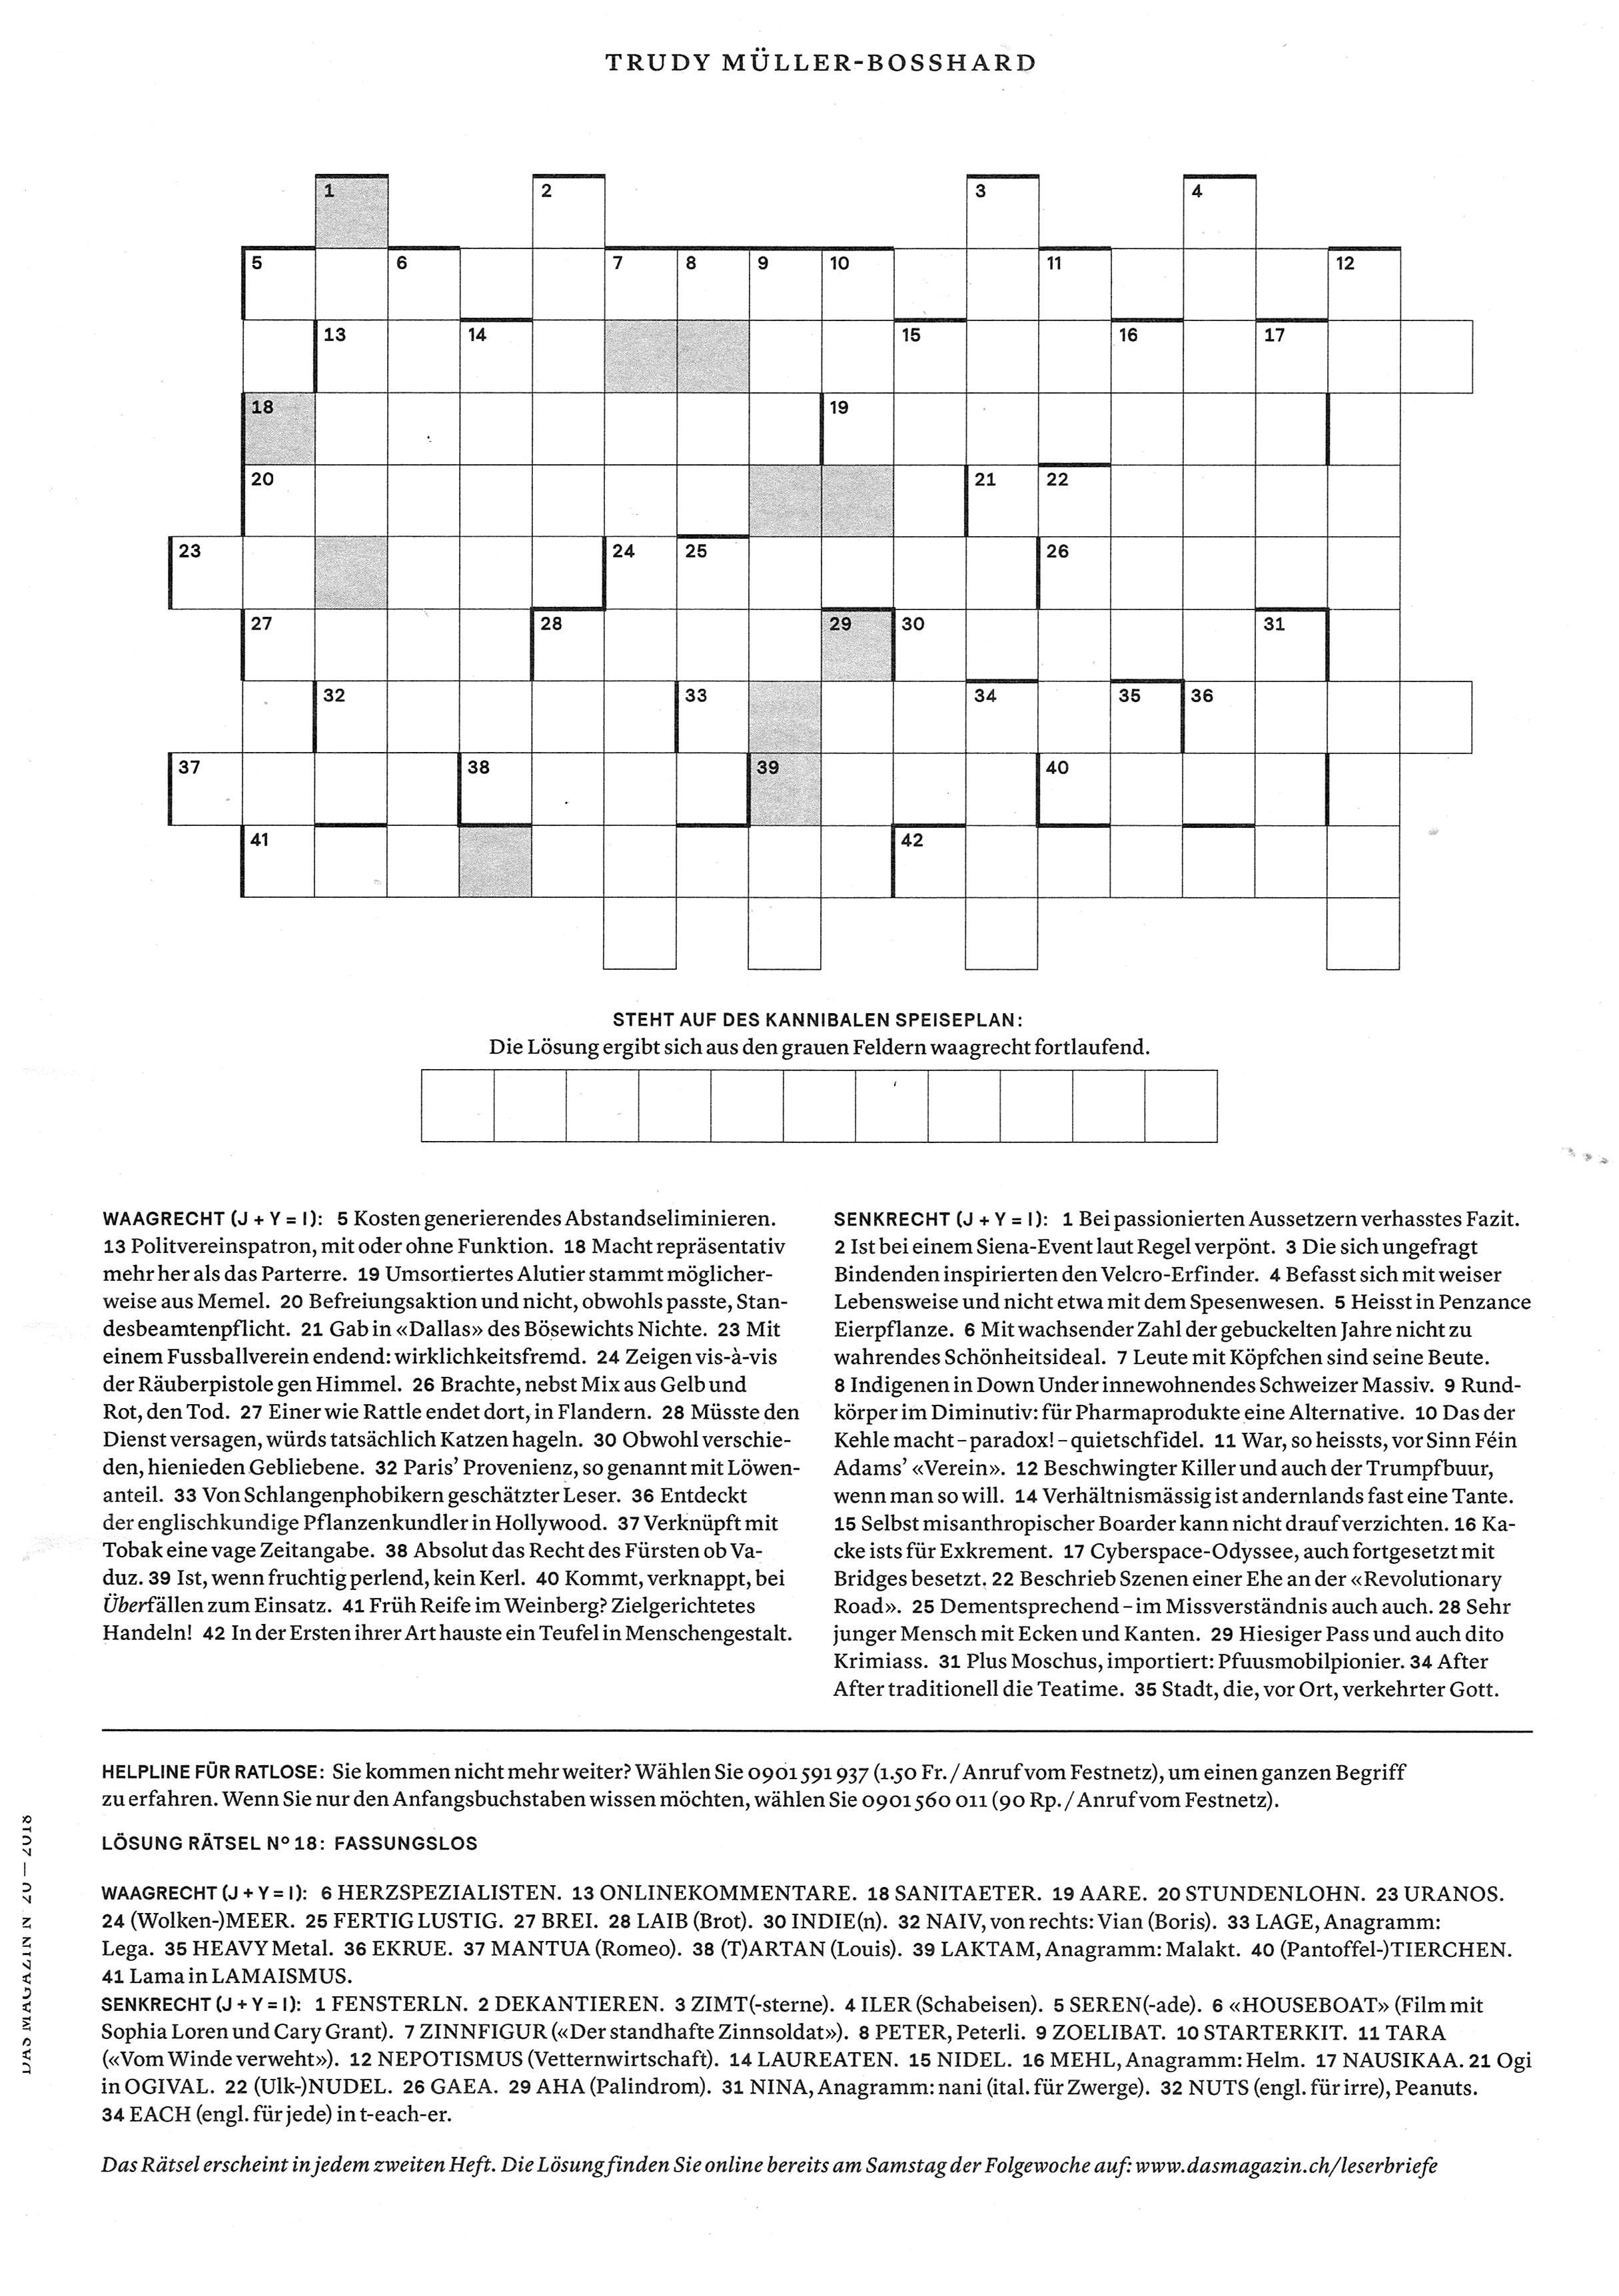 TRUDY MÜLLER-BOSSHARD
1 2 3 4
5 6 7 8 9 10 11 12
13 14 15 16 17
18 19
20 21 22
23 24 25 26
27 28 29 30 31
32 33 34 35 36
37 38 39 40
41 42
STEHT AUF DES KANNIBALEN SPEISEPLAN:
Die Lösung ergibt sich aus den grauen Feldern waagrecht fortlaufend.
WAAGRECHT (J + Y = I): 5 Kosten generierendes Abstandseliminieren.
13 Politvereinspatron, mit oder ohne Funktion. 18 Macht repräsentativ
mehr her als das Parterre. 19 Umsortiertes Alutier stammt möglicher-
weise aus Memel. 20 Befreiungsaktion und nicht, obwohls passte, Stan-
desbeamtenpflicht. 21 Gab in «Dallas» des Bösewichts Nichte. 23 Mit
einem Fussballverein endend: wirklichkeitsfremd. 24 Zeigen vis-à-vis
der Räuberpistole gen Himmel. 26 Brachte, nebst Mix aus Gelb und
Rot, den Tod. 27 Einer wie Rattle endet dort, in Flandern. 28 Müsste den
Dienst versagen, würds tatsächlich Katzen hageln. 30 Obwohl verschie-
den, hienieden Gebliebene. 32 Paris' Provenienz, so genannt mit Löwen-
anteil. 33 Von Schlangenphobikern geschätzter Leser. 36 Entdeckt
der englischkundige Pflanzenkundler in Hollywood. 37 Verknüpft mit
Tobak eine vage Zeitangabe. 38 Absolut das Recht des Fürsten ob Va-
duz. 39 Ist, wenn fruchtig perlend, kein Kerl. 40 Kommt, verknappt, bei
Überfällen zum Einsatz. 41 Früh Reife im Weinberg? Zielgerichtetes
Handeln! 42 In der Ersten ihrer Art hauste ein Teufel in Menschengestalt.
SENKRECHT (J + Y = I): 1 Bei passionierten Aussetzern verhasstes Fazit.
2 Ist bei einem Siena-Event laut Regel verpönt. 3 Die sich ungefragt
Bindenden inspirierten den Velcro-Erfinder. 4 Befasst sich mit weiser
Lebensweise und nicht etwa mit dem Spesenwesen. 5 Heisst in Penzance
Eierpflanze. 6 Mit wachsender Zahl der gebuckelten Jahre nicht zu
wahrendes Schönheitsideal. 7 Leute mit Köpfchen sind seine Beute.
8 Indigenen in Down Under innewohnendes Schweizer Massiv. 9 Rund-
körper im Diminutiv: für Pharmaprodukte eine Alternative. 10 Das der
Kehle macht – paradox! – quietschfidel. 11 War, so heissts, vor Sinn Féin
Adams' «Verein». 12 Beschwingter Killer und auch der Trumpfbuur,
wenn man so will. 14 Verhältnismässig ist andernlands fast eine Tante.
15 Selbst misanthropischer Boarder kann nicht drauf verzichten. 16 Ka-
cke ists für Exkrement. 17 Cyberspace-Odyssee, auch fortgesetzt mit
Bridges besetzt. 22 Beschrieb Szenen einer Ehe an der «Revolutionary
Road». 25 Dementsprechend – im Missverständnis auch auch. 28 Sehr
junger Mensch mit Ecken und Kanten. 29 Hiesiger Pass und auch dito
Krimiass. 31 Plus Moschus, importiert: Pfuusmobilpionier. 34 After
After traditionell die Teatime. 35 Stadt, die, vor Ort, verkehrter Gott.
HELPLINE FÜR RATLOSE: Sie kommen nicht mehr weiter? Wählen Sie 0901 591 937 (1.50 Fr. / Anruf vom Festnetz), um einen ganzen Begriff
zu erfahren. Wenn Sie nur den Anfangsbuchstaben wissen möchten, wählen Sie 0901 560 011 (90 Rp. / Anruf vom Festnetz).
LÖSUNG RÄTSEL Nº 18: FASSUNGSLOS
WAAGRECHT (J + Y = I): 6 HERZSPEZIALISTEN. 13 ONLINEKOMMENTARE. 18 SANITAETER. 19 AARE. 20 STUNDENLOHN. 23 URANOS.
24 (Wolken-)MEER. 25 FERTIG LUSTIG. 27 BREI. 28 LAIB (Brot). 30 INDIE(n). 32 NAIV, von rechts: Vian (Boris). 33 LAGE, Anagramm:
Lega. 35 HEAVY Metal. 36 EKRUE. 37 MANTUA (Romeo). 38 (T)ARTAN (Louis). 39 LAKTAM, Anagramm: Malakt. 40 (Pantoffel-)TIERCHEN.
41 Lama in LAMAISMUS.
SENKRECHT (J + Y = I): 1 FENSTERLN. 2 DEKANTIEREN. 3 ZIMT(-sterne). 4 ILER (Schabeisen). 5 SEREN(-ade). 6 «HOUSEBOAT» (Film mit
Sophia Loren und Cary Grant). 7 ZINNFIGUR («Der standhafte Zinnsoldat»). 8 PETER, Peterli. 9 ZOELIBAT. 10 STARTERKIT. 11 TARA
(«Vom Winde verweht»). 12 NEPOTISMUS (Vetternwirtschaft). 14 LAUREATEN. 15 NIDEL. 16 MEHL, Anagramm: Helm. 17 NAUSIKAA. 21 Ogi
in OGIVAL. 22 (Ulk-)NUDEL. 26 GAEA. 29 AHA (Palindrom). 31 NINA, Anagramm: nani (ital. für Zwerge). 32 NUTS (engl. für irre), Peanuts.
34 EACH (engl. für jede) in t-each-er.
Das Rätsel erscheint in jedem zweiten Heft. Die Lösung finden Sie online bereits am Samstag der Folgewoche auf: www.dasmagazin.ch/leserbriefe
DAS MAGAZIN N° 20 — 2018